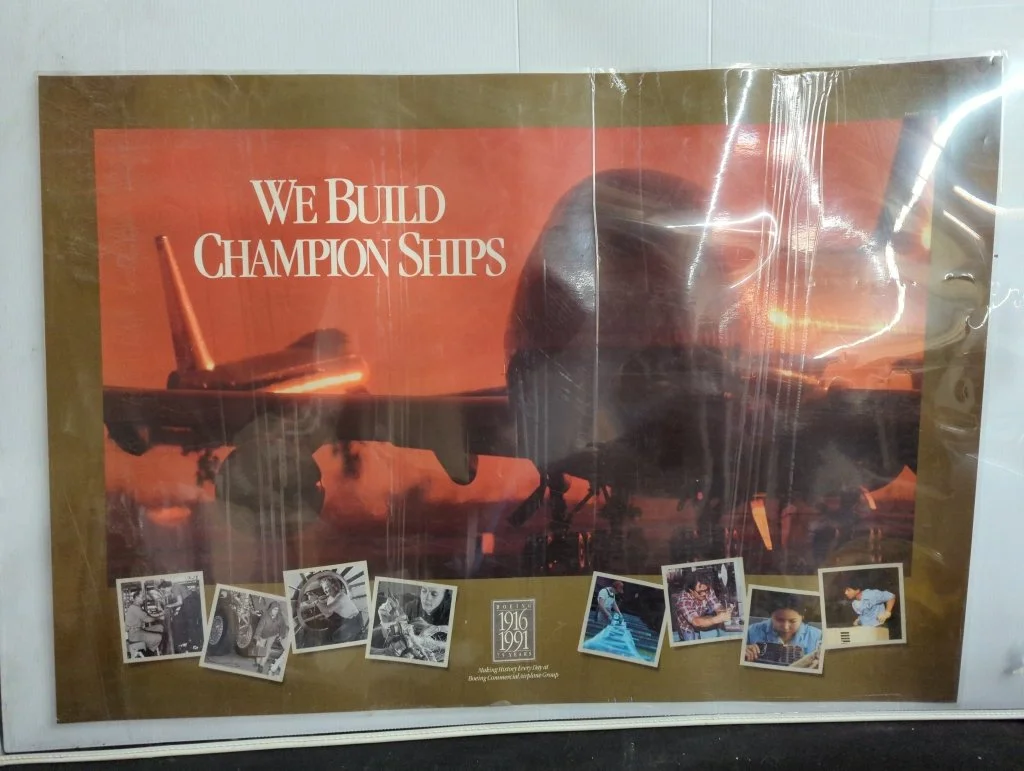 WE BUILD
CHAMPION SHIPS
BOEING
1916
1991
75 YEARS
Making History Every Day at
Boeing Commercial Airplane Group